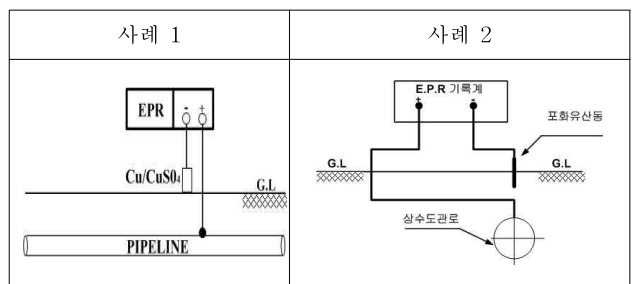 사례 1
사례 2
EPR
- +
Cu/CuSO4
G.L
PIPELINE
E.P.R 기록계
+ -
포화유산동
G.L
G.L
상수도관로